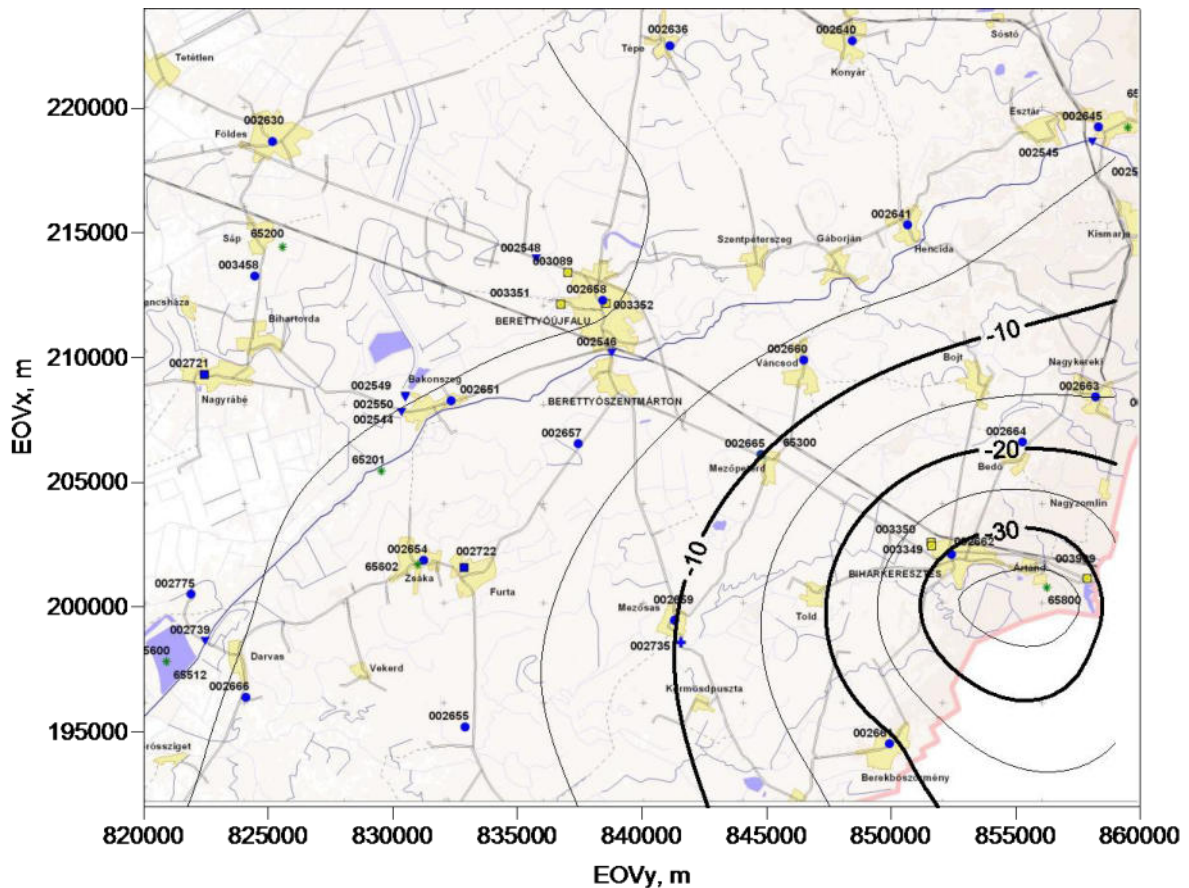 002636
002640
Sóstó
Tépe
Tetétlen
Konyár
220000
002630
Földes
Esztár
002645
002545
65200
Sáp
002641
Szentpéterszeg
Gáborján
Hencida
Kismarja
215000
003458
002548
003089
003351
002658
003352
BERETTYÓÚJFALU
Bihartorda
-10
210000
002546
002721
Nagyrábé
Bakonszeg
002549
002550
002544
002651
002660
Váncsod
Bojt
Nagykereki
002663
BERETTYÓSZENTMÁRTON
002657
002665
65300
Mezőpeterd
002664
-20
Bedő
65201
205000
Nagyzomlin
003350
003349
-30
002662
002654
002722
65602
Zsáka
-10
BIHARKERESZTES
Ártánd
65800
Furta
002775
200000
002659
Mezősas
Told
002739
002735
5600
65512
Darvas
Vekerd
002666
Körmösdpuszta
002655
195000
Berekböszörmény
EOVx, m
820000
825000
830000
835000
840000
845000
850000
855000
860000
EOVy, m